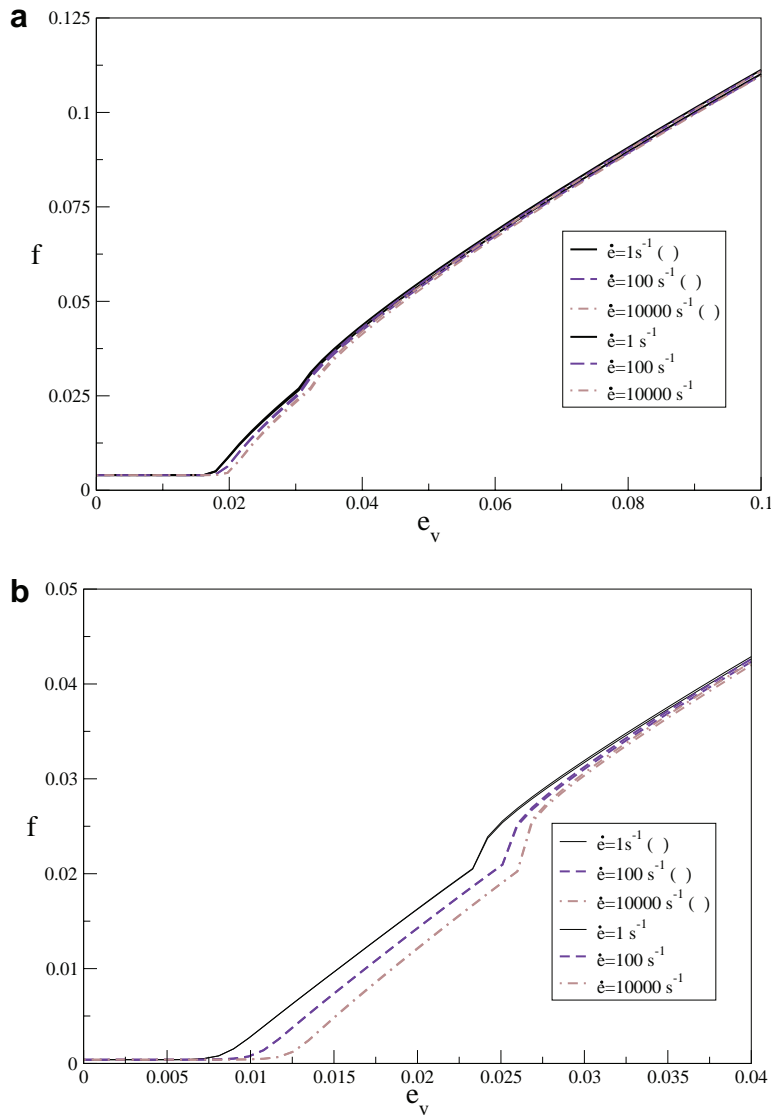 a
0.125
0.1
0.075
f
0.05
0.025
0
0
0.02
0.04
0.06
0.08
0.1
e_v
ė=1s⁻¹ ( )
ė=100 s⁻¹ ( )
ė=10000 s⁻¹ ( )
ė=1 s⁻¹
ė=100 s⁻¹
ė=10000 s⁻¹
b
0.05
0.04
0.03
f
0.02
0.01
0
0
0.005
0.01
0.015
0.02
0.025
0.03
0.035
0.04
e_v
ė=1s⁻¹ ( )
ė=100 s⁻¹ ( )
ė=10000 s⁻¹ ( )
ė=1 s⁻¹
ė=100 s⁻¹
ė=10000 s⁻¹